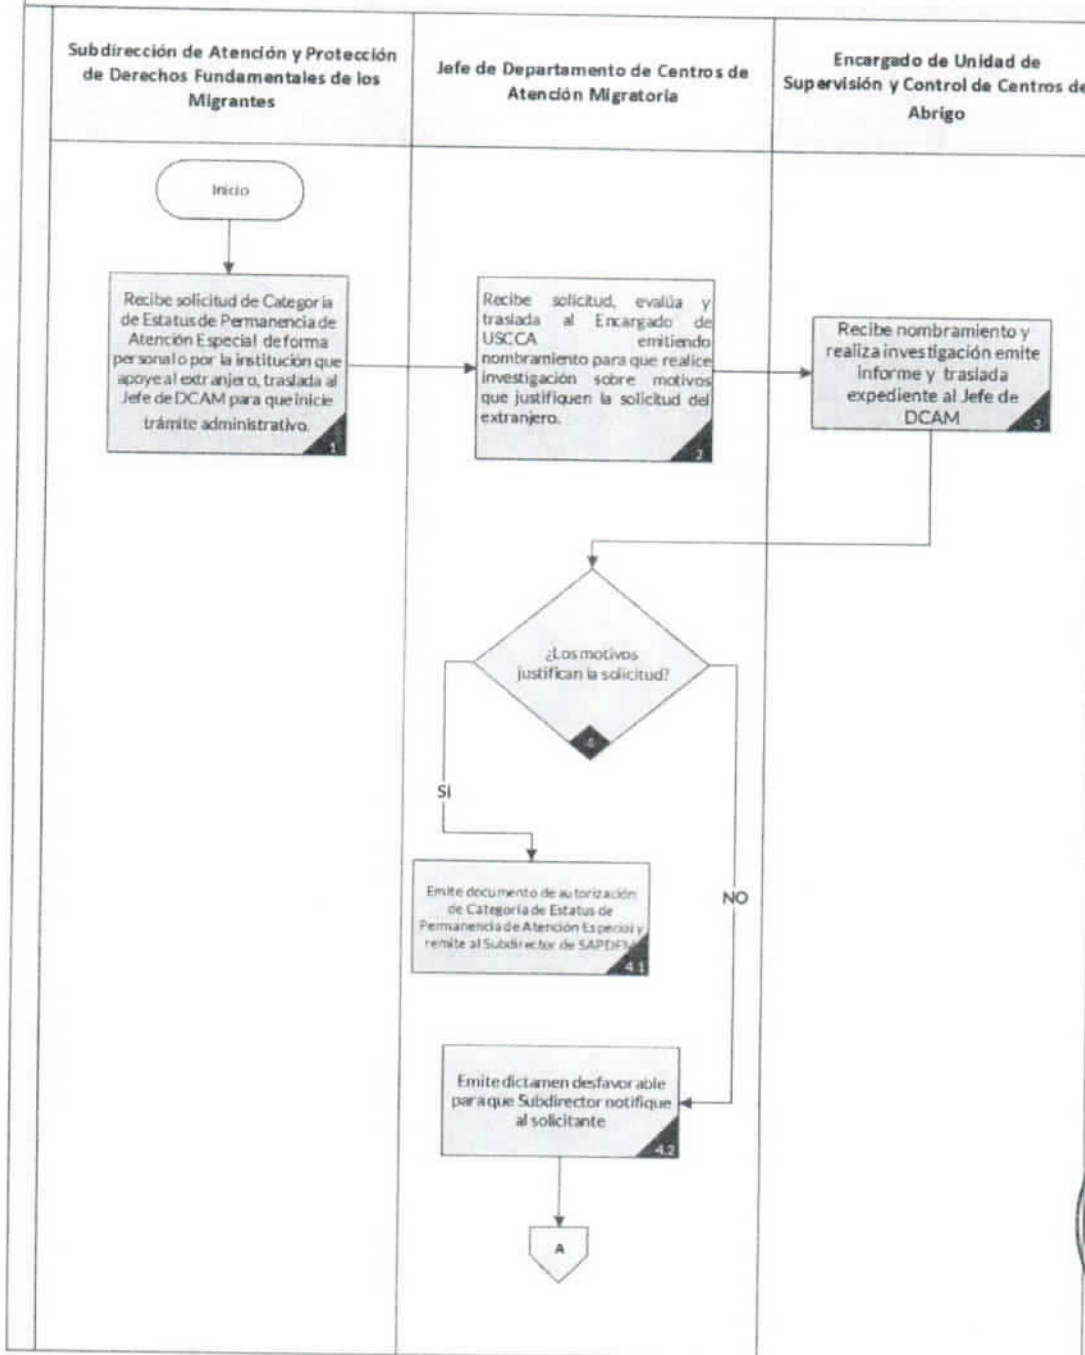 Subdirección de Atención y Protección
de Derechos Fundamentales de los
Migrantes
Jefe de Departamento de Centros de
Atención Migratoria
Encargado de Unidad de
Supervisión y Control de Centros de
Abrigo
Inicio
Recibe solicitud de Categoría
de Estatus de Permanencia de
Atención Especial de forma
personal o por la institución que
apoye al extranjero, traslada al
Jefe de DCAM para que inicie
trámite administrativo.
1
Recibe solicitud, evalúa y
traslada al Encargado de
USCCA emitiendo
nombramiento para que realice
investigación sobre motivos
que justifiquen la solicitud del
extranjero.
2
Recibe nombramiento y
realiza investigación emite
informe y traslada
expediente al Jefe de
DCAM
3
¿Los motivos
justifican la solicitud?
4
SI
NO
Emite documento de autorización
de Categoría de Estatus de
Permanencia de Atención Especial y
remite al Subdirector de SAPDFM
4.1
Emite dictamen desfavorable
para que Subdirector notifique
al solicitante
4.2
A